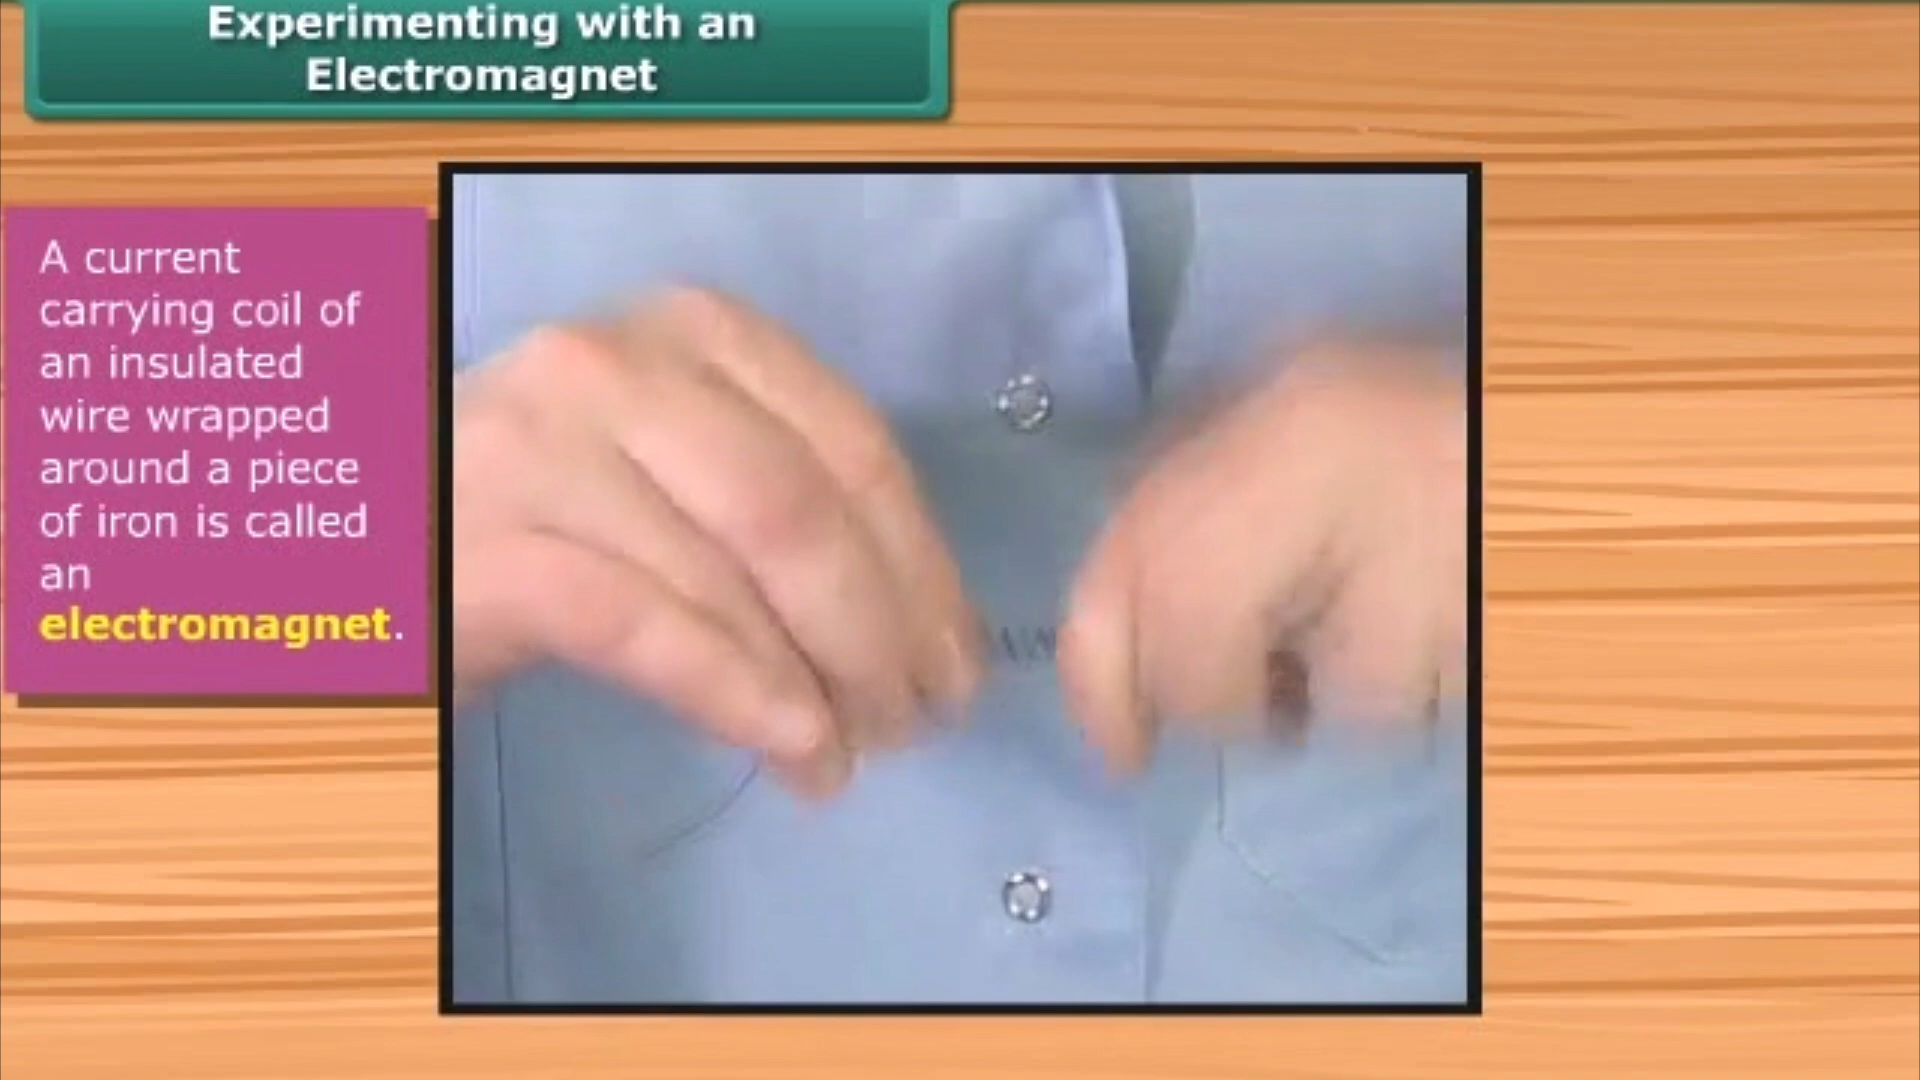 Experimenting with an
Electromagnet
A current
carrying coil of
an insulated
wire wrapped
around a piece
of iron is called
an
electromagnet.